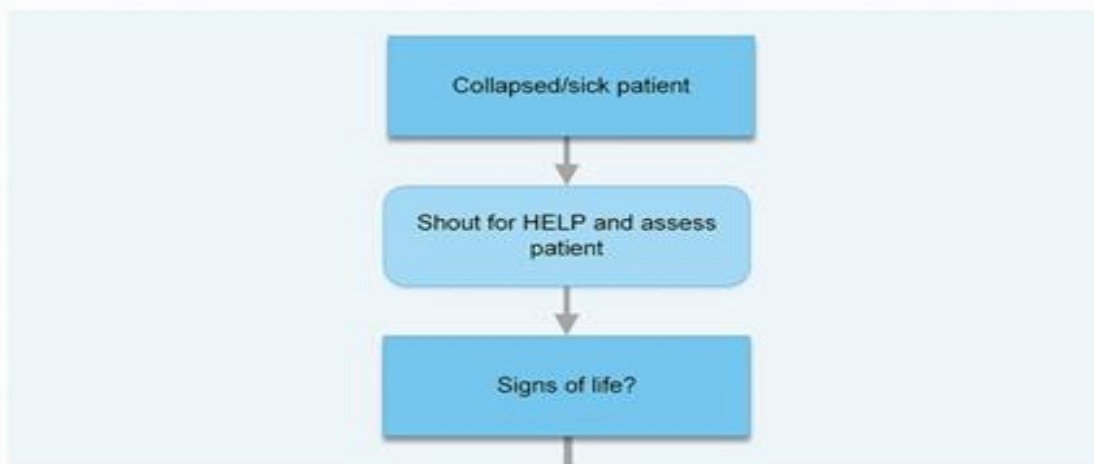 Collapsed/sick patient
Shout for HELP and assess
patient
Signs of life?